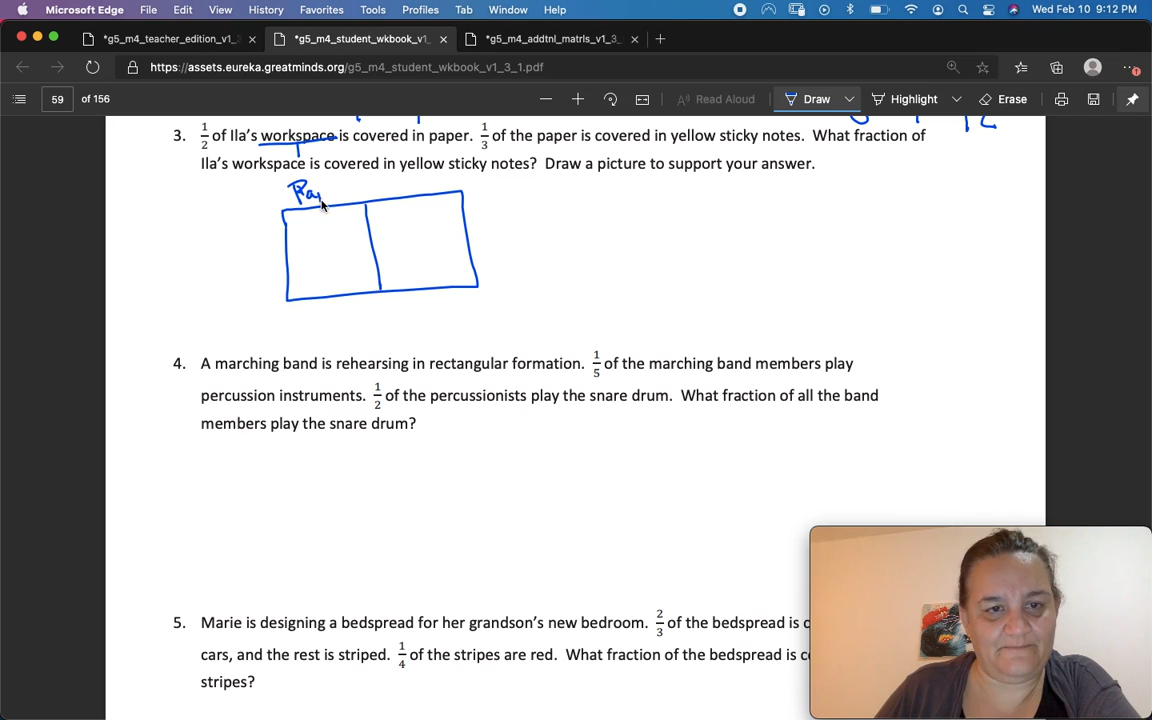 Microsoft Edge File Edit View History Favorites Tools Profiles Tab Window Help Wed Feb 10 9:12 PM
*g5_m4_teacher_edition_v1_ *g5_m4_student_wkbook_v1_ *g5_m4_addtnl_matrls_v1_3_
https://assets.eureka.greatminds.org/g5_m4_student_wkbook_v1_3_1.pdf
59 of 156 Read Aloud Draw Highlight Erase
3. 1/2 of Ila's workspace is covered in paper. 1/3 of the paper is covered in yellow sticky notes. What fraction of
Ila's workspace is covered in yellow sticky notes? Draw a picture to support your answer.
4. A marching band is rehearsing in rectangular formation. 1/5 of the marching band members play
percussion instruments. 1/2 of the percussionists play the snare drum. What fraction of all the band
members play the snare drum?
5. Marie is designing a bedspread for her grandson's new bedroom. 2/3 of the bedspread is
cars, and the rest is striped. 1/4 of the stripes are red. What fraction of the bedspread is
stripes?